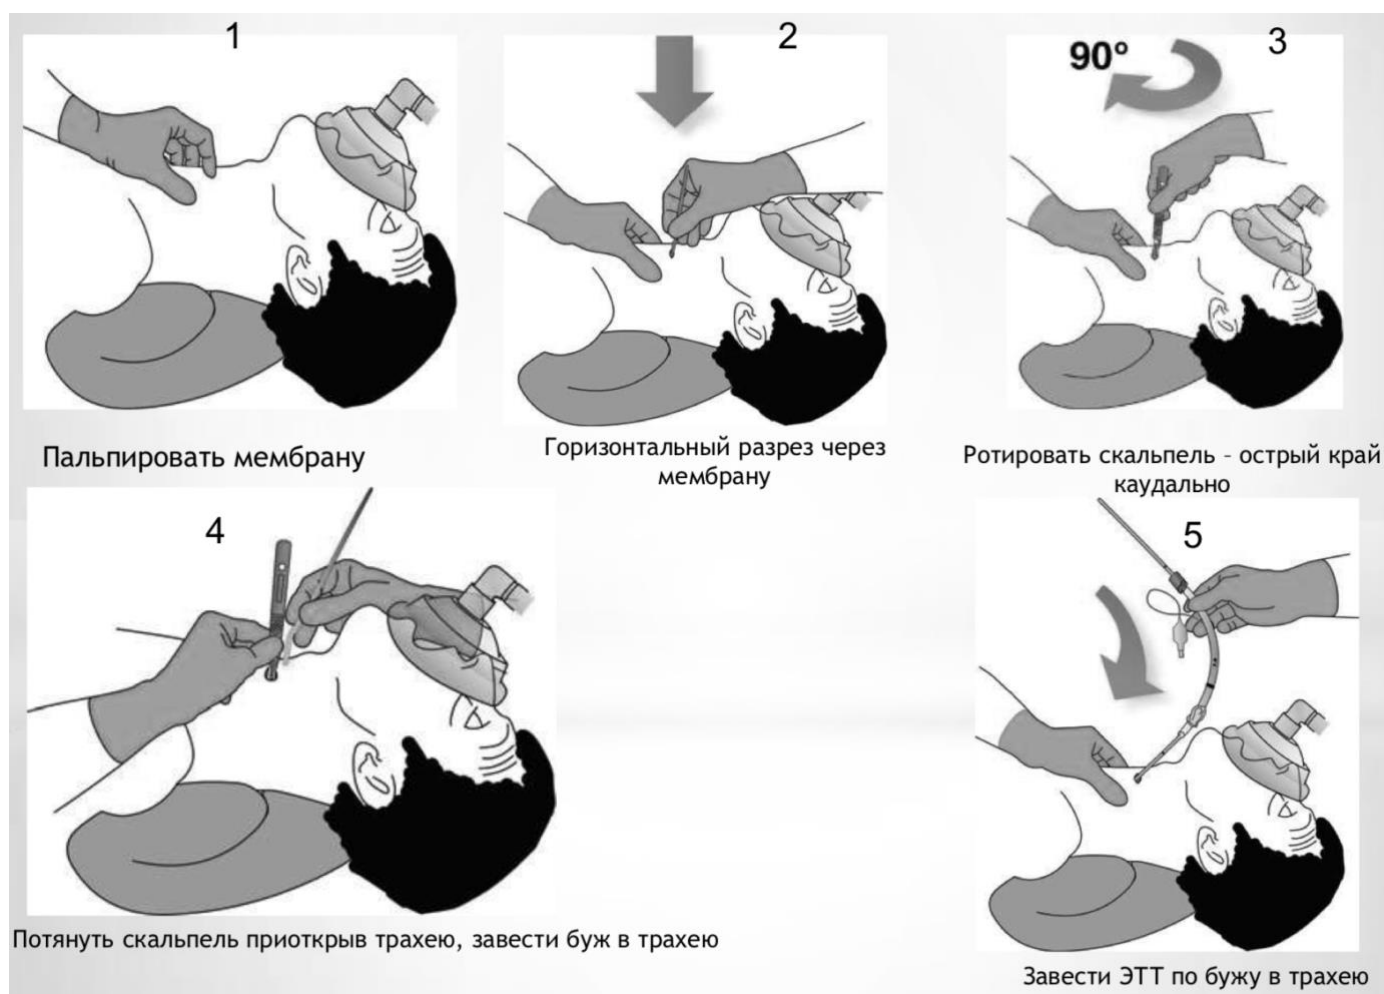 1
Пальпировать мембрану
2
Горизонтальный разрез через
мембрану
3
90°
Ротировать скальпель – острый край
каудально
4
Потянуть скальпель приоткрыв трахею, завести буж в трахею
5
Завести ЭТТ по бужу в трахею